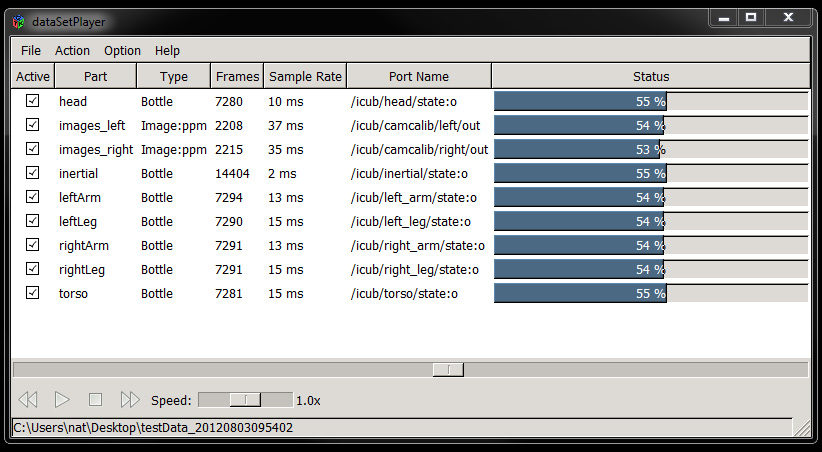 dataSetPlayer
File Action Option Help
Active Part Type Frames Sample Rate Port Name Status
head Bottle 7280 10 ms /icub/head/state:o 55 %
images_left Image:ppm 2208 37 ms /icub/camcalib/left/out 54 %
images_right Image:ppm 2215 35 ms /icub/camcalib/right/out 53 %
inertial Bottle 14404 2 ms /icub/inertial/state:o 55 %
leftArm Bottle 7294 13 ms /icub/left_arm/state:o 54 %
leftLeg Bottle 7290 15 ms /icub/left_leg/state:o 54 %
rightArm Bottle 7291 13 ms /icub/right_arm/state:o 54 %
rightLeg Bottle 7291 15 ms /icub/right_leg/state:o 54 %
torso Bottle 7281 15 ms /icub/torso/state:o 55 %
Speed: 1.0x
C:\Users\nat\Desktop\testData_20120803095402